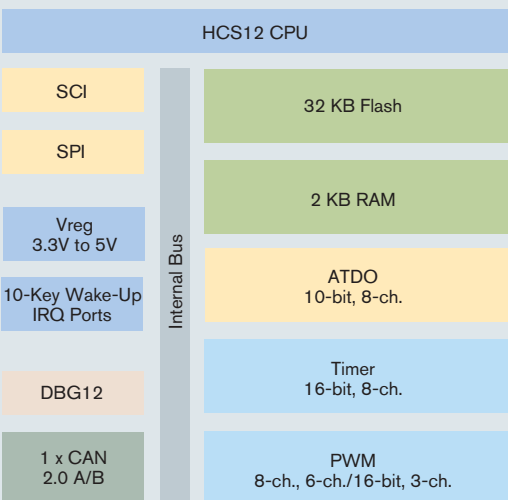 HCS12 CPU
SCI
SPI
Vreg
3.3V to 5V
10-Key Wake-Up
IRQ Ports
DBG12
1 x CAN
2.0 A/B
Internal Bus
32 KB Flash
2 KB RAM
ATDO
10-bit, 8-ch.
Timer
16-bit, 8-ch.
PWM
8-ch., 6-ch./16-bit, 3-ch.